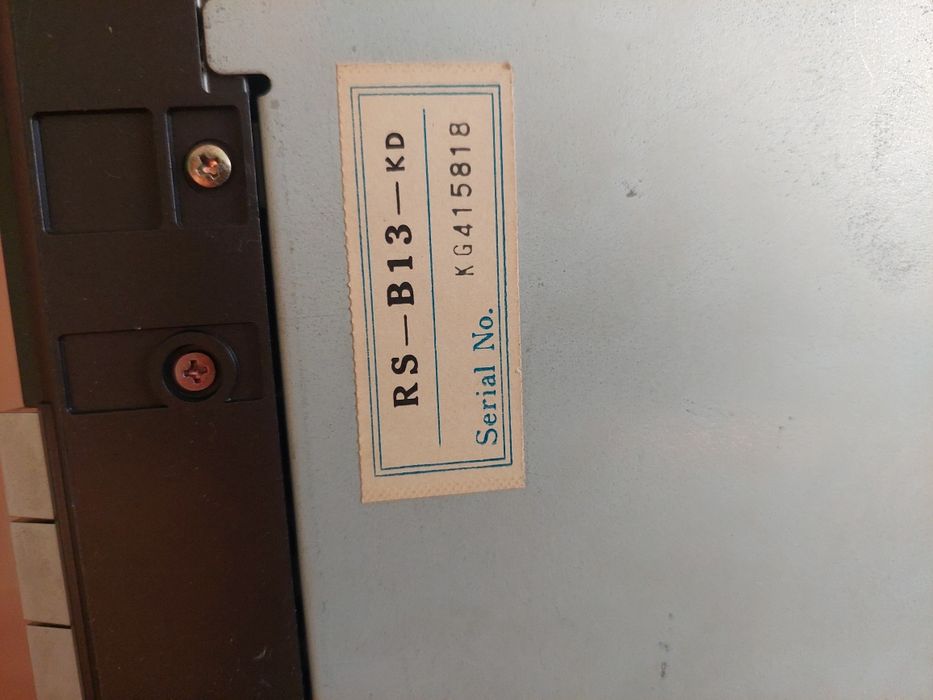 RS-B13-KD
KG415818
Serial No.